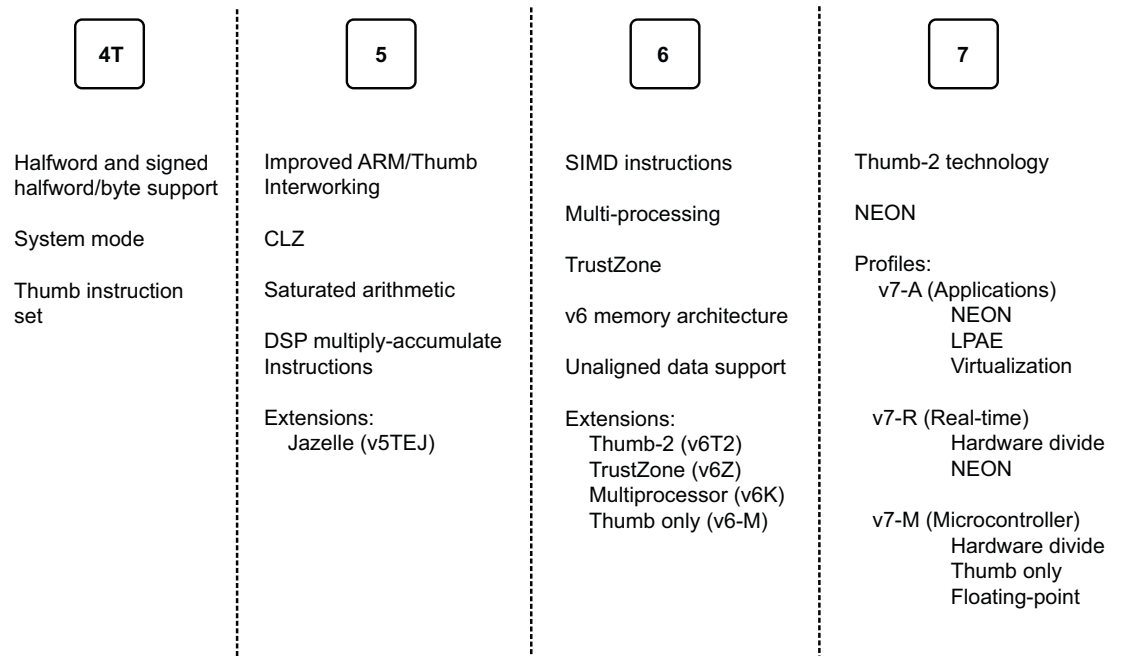 4T
Halfword and signed
halfword/byte support
System mode
Thumb instruction
set
5
Improved ARM/Thumb
Interworking
CLZ
Saturated arithmetic
DSP multiply-accumulate
Instructions
Extensions:
Jazelle (v5TEJ)
6
SIMD instructions
Multi-processing
TrustZone
v6 memory architecture
Unaligned data support
Extensions:
Thumb-2 (v6T2)
TrustZone (v6Z)
Multiprocessor (v6K)
Thumb only (v6-M)
7
Thumb-2 technology
NEON
Profiles:
v7-A (Applications)
NEON
LPAE
Virtualization
v7-R (Real-time)
Hardware divide
NEON
v7-M (Microcontroller)
Hardware divide
Thumb only
Floating-point